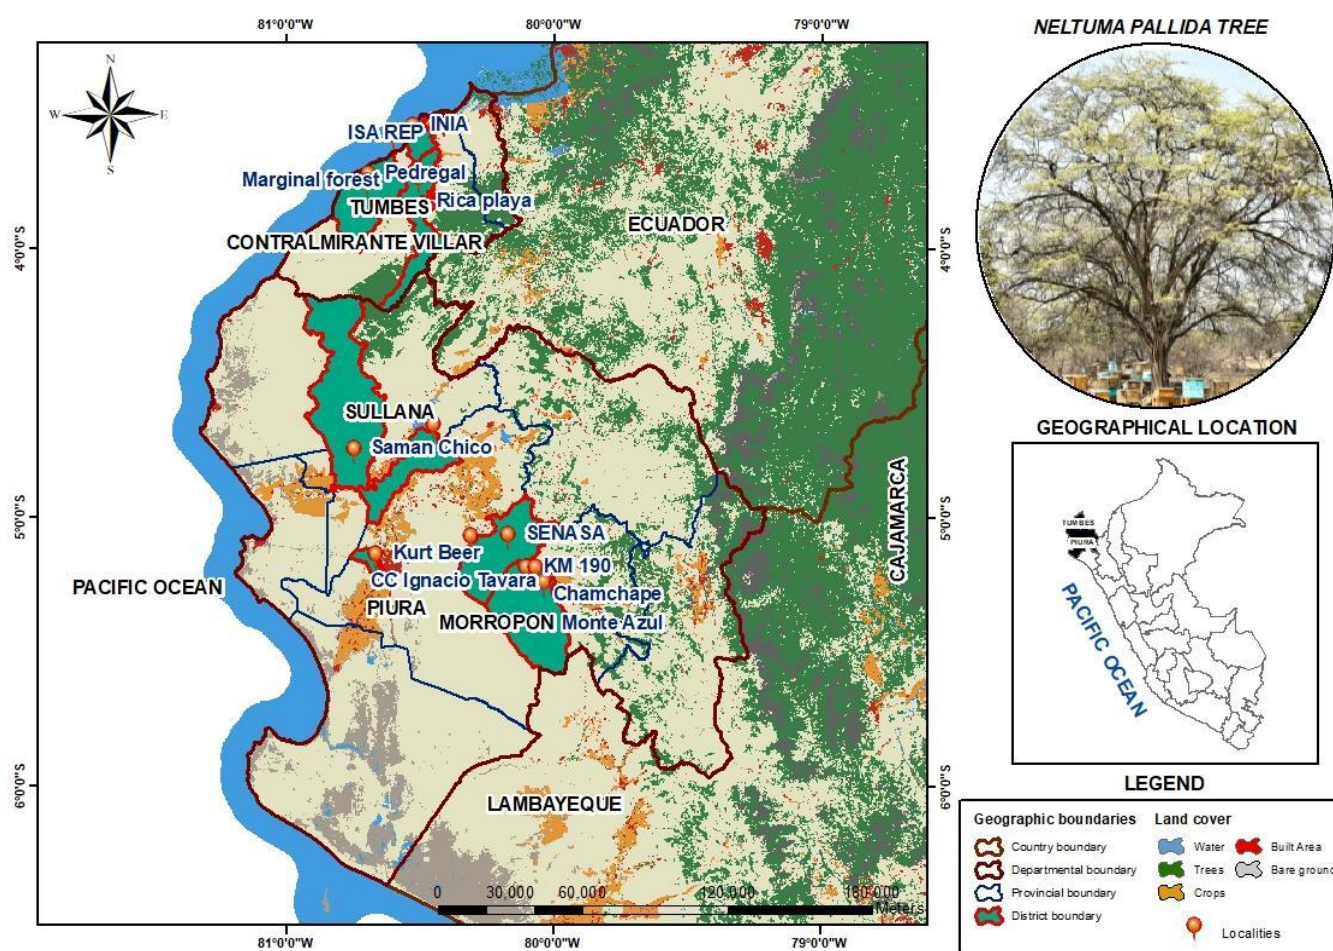 81°0'0"W 80°0'0"W 79°0'0"W
NELTUMA PALLIDA TREE
N
W E
S
ISA REP INIA
Marginal forest Pedregal
TUMBES Rica playa
CONTRALMIRANTE VILLAR
ECUADOR
4°0'0"S 4°0'0"S
SULLANA
Saman Chico
CAJAMARCA
5°0'0"S 5°0'0"S
SENASA
Kurt Beer
KM 190
CC Ignacio Tavara
Chamchape
PACIFIC OCEAN
PIURA
MORROPON Monte Azul
6°0'0"S 6°0'0"S
LAMBAYEQUE
0 30,000 60,000 120,000 180,000
Meters
81°0'0"W 80°0'0"W 79°0'0"W
GEOGRAPHICAL LOCATION
TUMBES
PIURA
PACIFIC OCEAN
LEGEND
Geographic boundaries Land cover
Country boundary Water Built Area
Departmental boundary Trees Bare ground
Provincial boundary Crops
District boundary
Localities